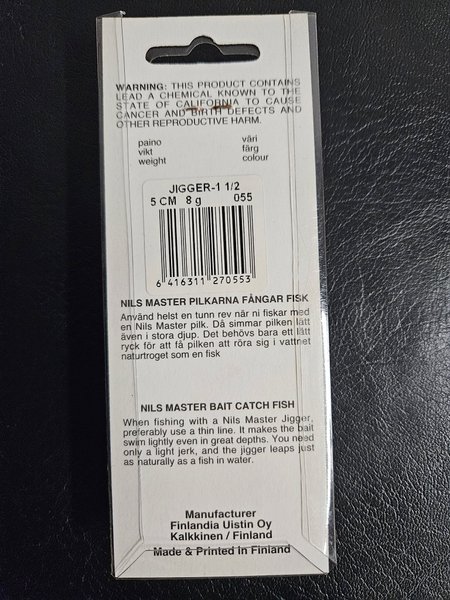 WARNING: THIS PRODUCT CONTAINS
LEAD A CHEMICAL KNOWN TO THE
STATE OF CALIFORNIA TO CAUSE
CANCER AND BIRTH DEFECTS AND
OTHER REPRODUCTIVE HARM.
paino väri
vikt färg
weight colour
JIGGER-1 1/2
5 CM 8 g 055
6 416311 270553
NILS MASTER PILKARNA FÅNGAR FISK
Använd helst en tunn rev når ni fiskar med
en Nils Master pilk. Då simmar pilken lätt
även i stora djup. Det behövs bara ett lätt
ryck för att få pilken att röra sig i vattnet
naturtroget som en fisk
NILS MASTER BAIT CATCH FISH
When fishing with a Nils Master Jigger,
preferably use a thin line. It makes the bait
swim lightly even in great depths. You need
only a light jerk, and the jigger leaps just
as naturally as a fish in water.
Manufacturer
Finlandia Uistin Oy
Kalkkinen / Finland
Made & Printed in Finland